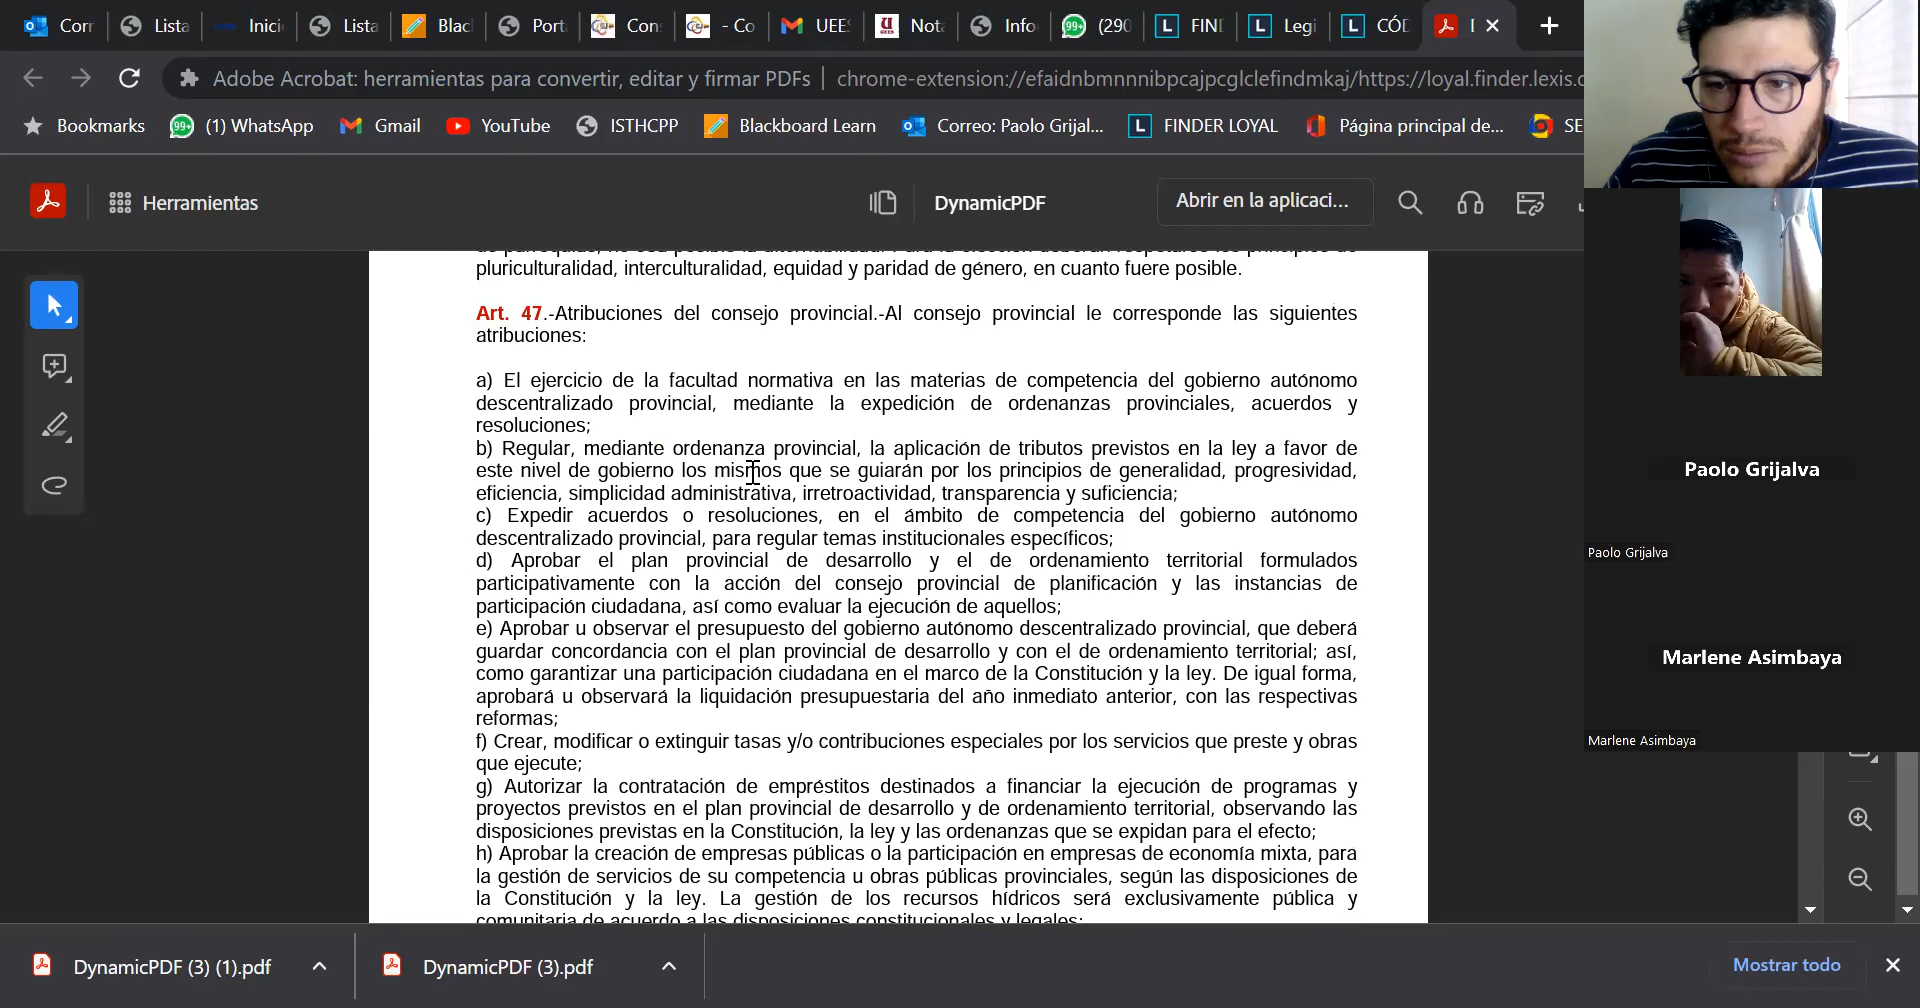 Corr
Lista
Inici
Lista
Blac
Port
Con
- Co
UEES
Nota
Info
(290
FIND
Legi
CÓD
Adobe Acrobat: herramientas para convertir, editar y firmar PDFs | chrome-extension://efaidnbmnnnibpcajpcglclefindmkaj/https://loyal.finder.lexis.c
Bookmarks
(1) WhatsApp
Gmail
YouTube
ISTHCPP
Blackboard Learn
Correo: Paolo Grijal...
FINDER LOYAL
Página principal de...
SE
Herramientas
DynamicPDF
Abrir en la aplicaci...
pluriculturalidad, interculturalidad, equidad y paridad de género, en cuanto fuere posible.
Art. 47.-Atribuciones del consejo provincial.-Al consejo provincial le corresponde las siguientes
atribuciones:
a) El ejercicio de la facultad normativa en las materias de competencia del gobierno autónomo
descentralizado provincial, mediante la expedición de ordenanzas provinciales, acuerdos y
resoluciones;
b) Regular, mediante ordenanza provincial, la aplicación de tributos previstos en la ley a favor de
este nivel de gobierno los mismos que se guiarán por los principios de generalidad, progresividad,
eficiencia, simplicidad administrativa, irretroactividad, transparencia y suficiencia;
c) Expedir acuerdos o resoluciones, en el ámbito de competencia del gobierno autónomo
descentralizado provincial, para regular temas institucionales específicos;
d) Aprobar el plan provincial de desarrollo y el de ordenamiento territorial formulados
participativamente con la acción del consejo provincial de planificación y las instancias de
participación ciudadana, así como evaluar la ejecución de aquellos;
e) Aprobar u observar el presupuesto del gobierno autónomo descentralizado provincial, que deberá
guardar concordancia con el plan provincial de desarrollo y con el de ordenamiento territorial; así,
como garantizar una participación ciudadana en el marco de la Constitución y la ley. De igual forma,
aprobará u observará la liquidación presupuestaria del año inmediato anterior, con las respectivas
reformas;
f) Crear, modificar o extinguir tasas y/o contribuciones especiales por los servicios que preste y obras
que ejecute;
g) Autorizar la contratación de empréstitos destinados a financiar la ejecución de programas y
proyectos previstos en el plan provincial de desarrollo y de ordenamiento territorial, observando las
disposiciones previstas en la Constitución, la ley y las ordenanzas que se expidan para el efecto;
h) Aprobar la creación de empresas públicas o la participación en empresas de economía mixta, para
la gestión de servicios de su competencia u obras públicas provinciales, según las disposiciones de
la Constitución y la ley. La gestión de los recursos hídricos será exclusivamente pública y
comunitaria de acuerdo a las disposiciones constitucionales y legales;
Paolo Grijalva
Paolo Grijalva
Marlene Asimbaya
Marlene Asimbaya
DynamicPDF (3) (1).pdf
DynamicPDF (3).pdf
Mostrar todo